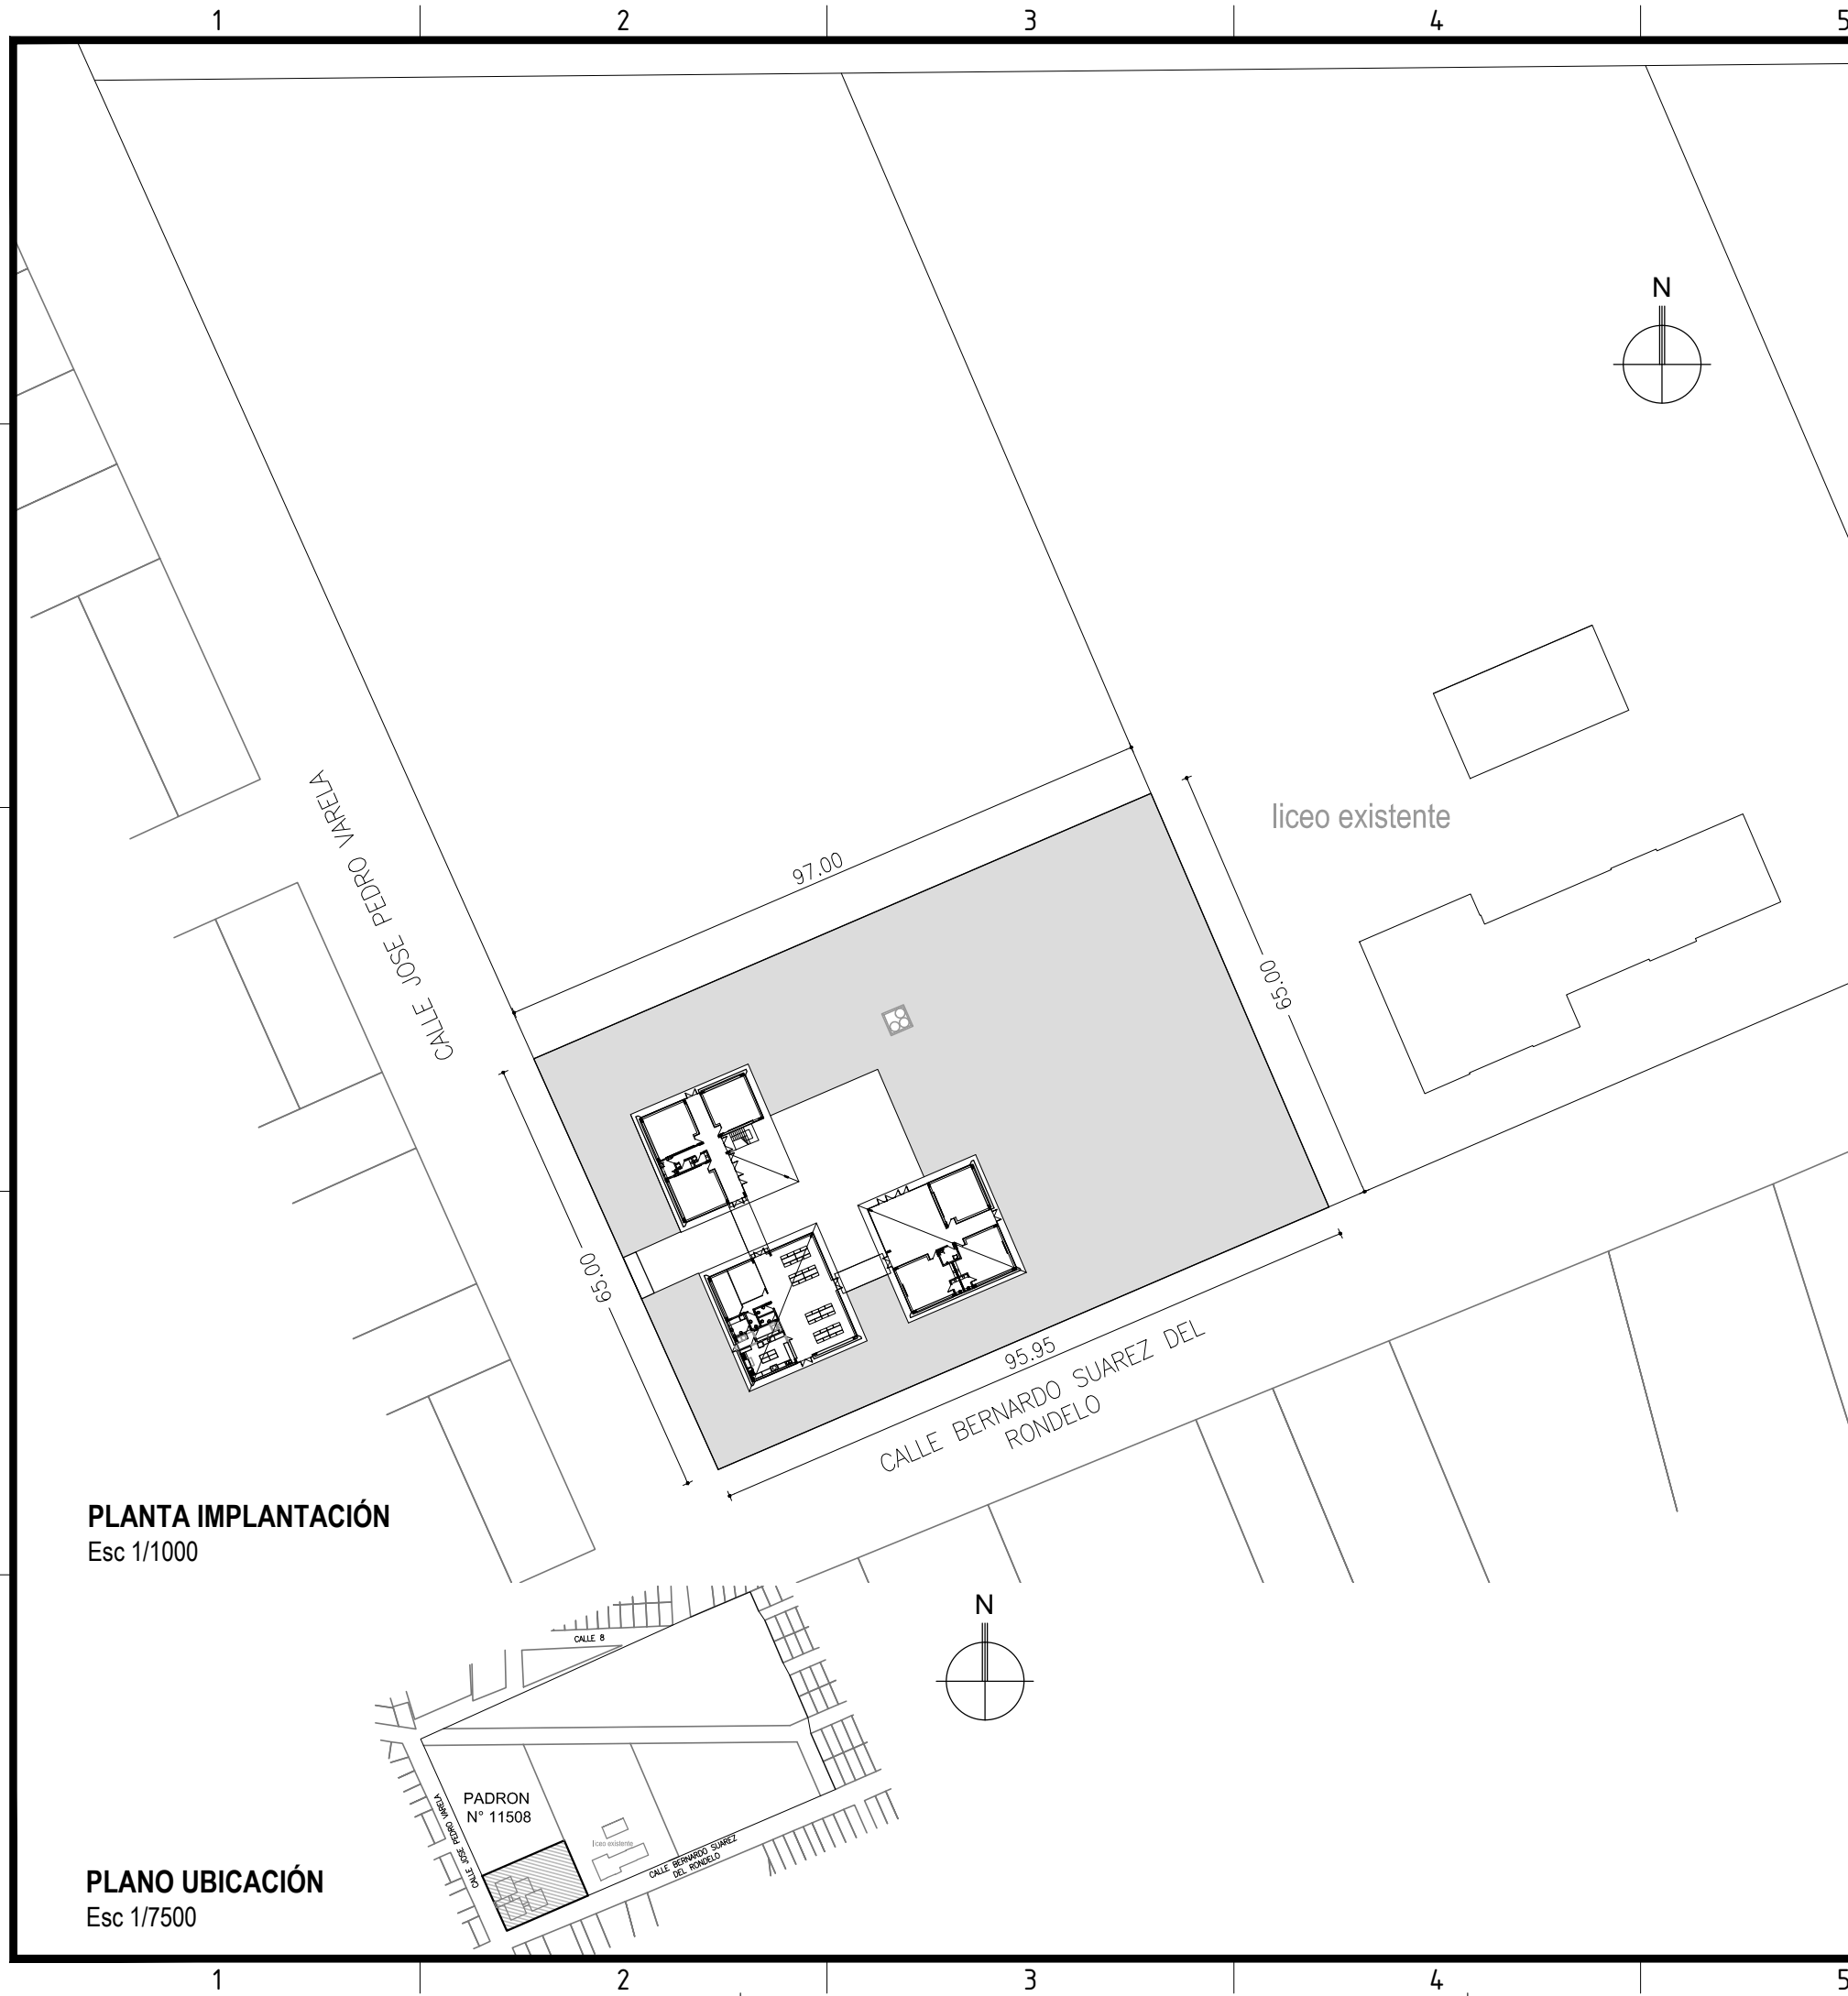 1 2 3 4 5
N
CALLE JOSE PEDRO VARELA
liceo existente
97.00
65.00
65.00
95.95
CALLE BERNARDO SUAREZ DEL
RONDELO
PLANTA IMPLANTACIÓN
Esc 1/1000
N
CALLE 8
PADRON
N° 11508
CALLE JOSE PEDRO VARELA
liceo existente
CALLE BERNARDO SUAREZ
DEL RONDELO
PLANO UBICACIÓN
Esc 1/7500
1 2 3 4 5